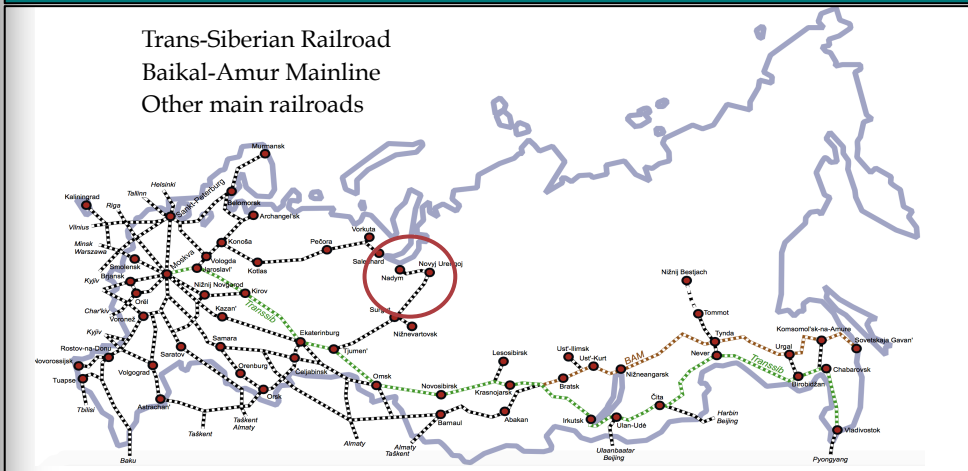 Trans-Siberian Railroad
Baikal-Amur Mainline
Other main railroads
Murmansk
Helsinki
Tallinn
Sankt-Peterburg
Kaliningrad
Riga
Belomorsk
Archangel'sk
Vilnius
Minsk
Warszawa
Konoša
Vologda
Pečora
Vorkuta
Salechard
Novyj Urengoj
Nadym
Smolensk
Moskva
Jaroslavl'
Kotlas
Brjansk
Kyjiv
Nižnij Novgorod
Kirov
Nižnij Bestjach
Orël
Char'kiv
Voronež
Kazan'
Transsib
Surgut
Nižnevartovsk
Tommot
Kyjiv
Ekaterinburg
Tjumen'
Rostov-na-Donu
Saratov
Samara
Novorossijsk
Volgograd
Orenburg
Čeljabinsk
Tuapse
Orsk
Omsk
Tbilisi
Astrachan'
Taškent
Taškent
Almaty
Baku
Novosibirsk
Lesosibirsk
Krasnojarsk
Barnaul
Abakan
Almaty
Almaty
Taškent
Ust'-Ilimsk
Ust'-Kurt
Bratsk
BAM
Nižneangarsk
Irkutsk
Ulan-Udė
Ulaanbaatar
Beijing
Čita
Harbin
Beijing
Tynda
Never
Transsib
Urgal
Komsomol'sk-na-Amure
Sovetskaja Gavan'
Birobidžan
Chabarovsk
Vladivostok
Pyongyang